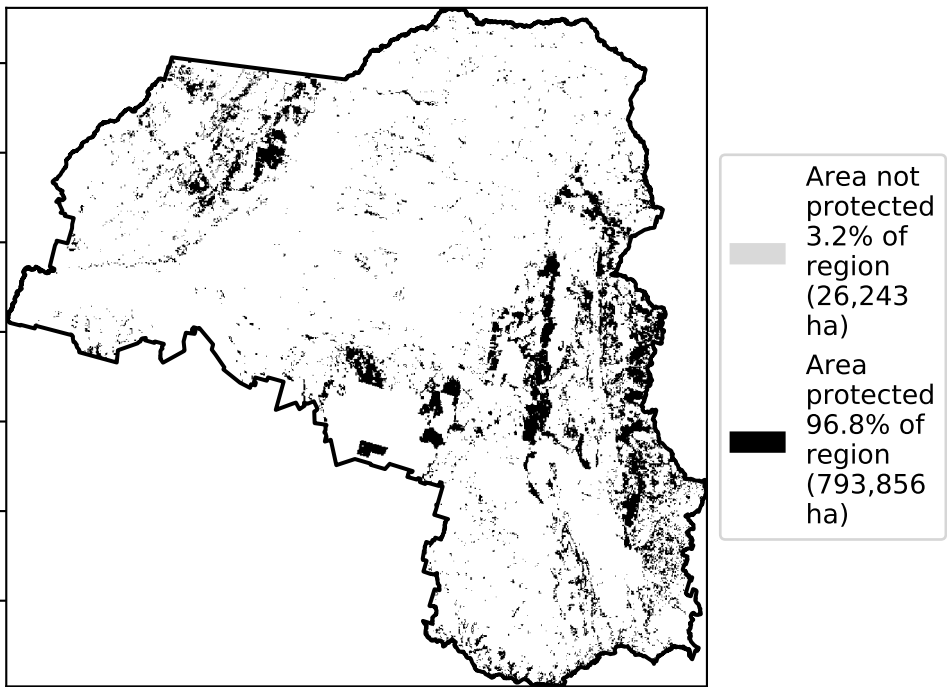 Area not
protected
3.2% of
region
(26,243
ha)
Area
protected
96.8% of
region
(793,856
ha)